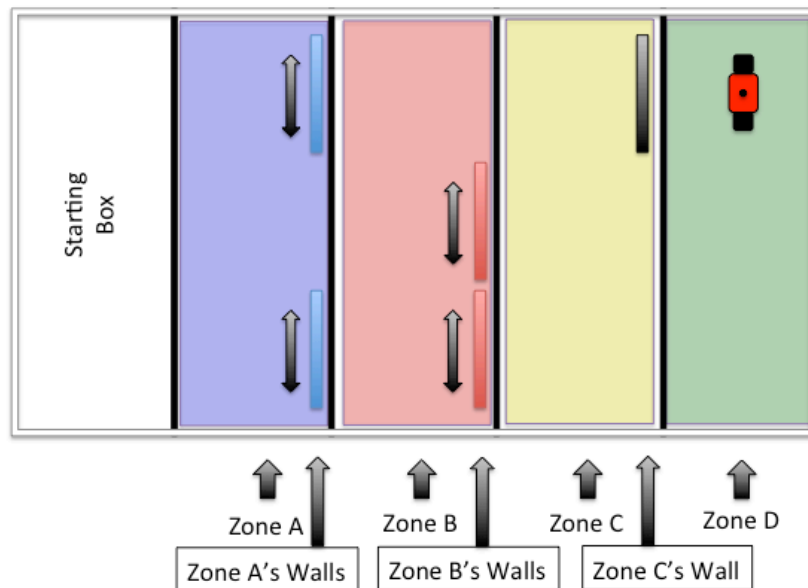 Starting
Box
Zone A
Zone B
Zone C
Zone D
Zone A's Walls
Zone B's Walls
Zone C's Wall